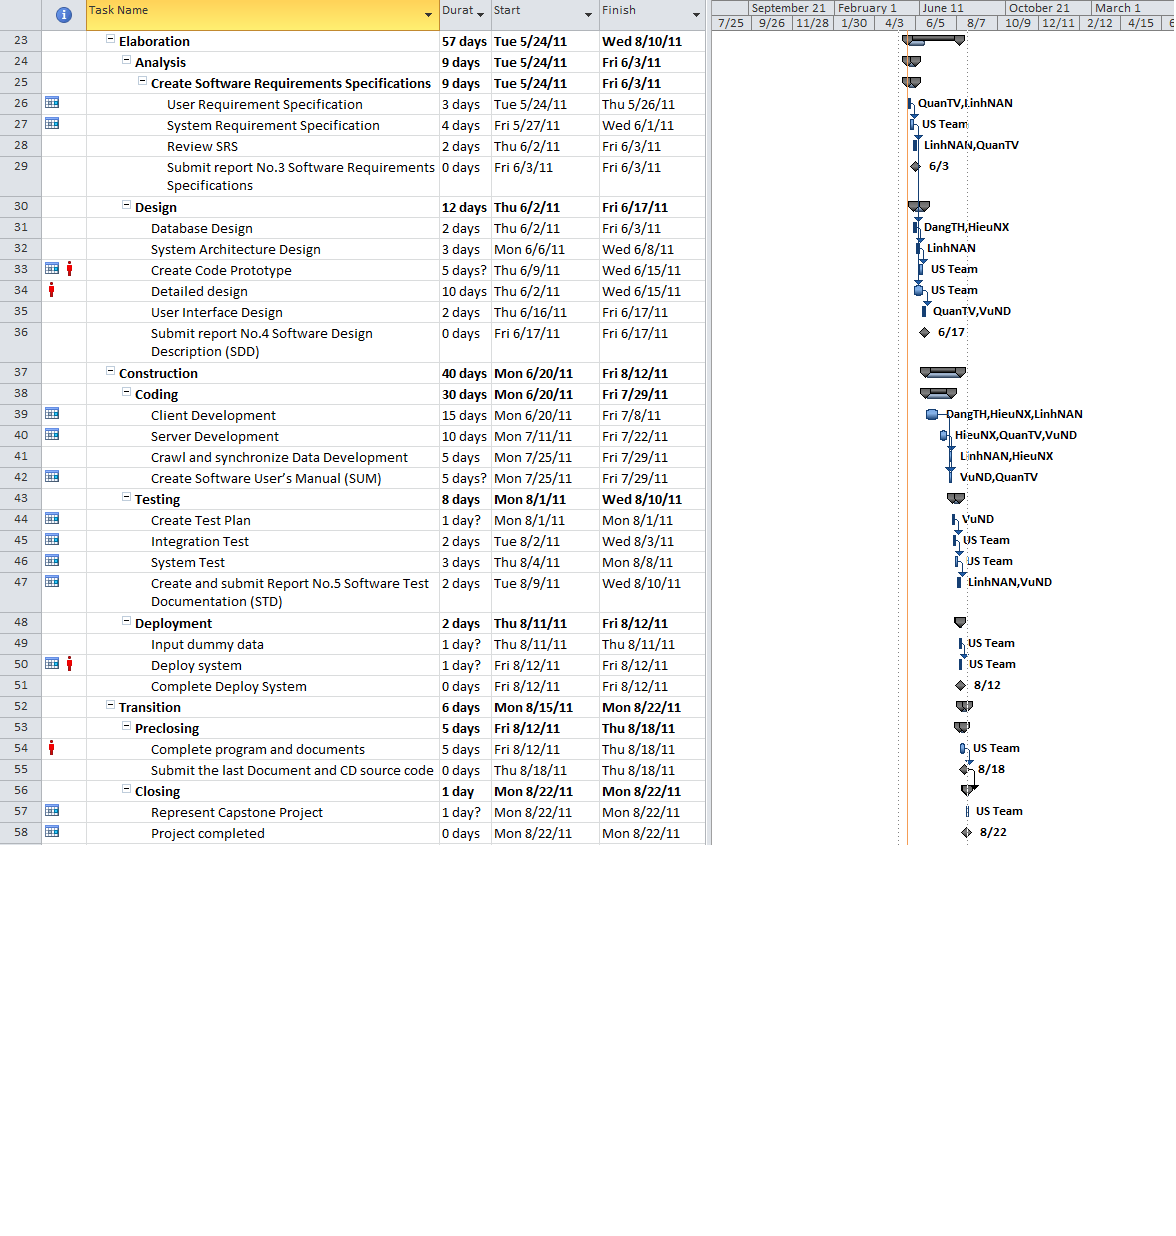 Task Name Durat Start Finish
September 21 February 1 June 11 October 21 March 1
7/25 9/26 11/28 1/30 4/3 6/5 8/7 10/9 12/11 2/12 4/15 6
23 Elaboration 57 days Tue 5/24/11 Wed 8/10/11
24 Analysis 9 days Tue 5/24/11 Fri 6/3/11
25 Create Software Requirements Specifications 9 days Tue 5/24/11 Fri 6/3/11
26 User Requirement Specification 3 days Tue 5/24/11 Thu 5/26/11 QuanTV,LinhNAN
27 System Requirement Specification 4 days Fri 5/27/11 Wed 6/1/11 US Team
28 Review SRS 2 days Thu 6/2/11 Fri 6/3/11 LinhNAN,QuanTV
29 Submit report No.3 Software Requirements 0 days Fri 6/3/11 Fri 6/3/11 6/3
Specifications
30 Design 12 days Thu 6/2/11 Fri 6/17/11
31 Database Design 2 days Thu 6/2/11 Fri 6/3/11 DangTH,HieuNX
32 System Architecture Design 3 days Mon 6/6/11 Wed 6/8/11 LinhNAN
33 Create Code Prototype 5 days? Thu 6/9/11 Wed 6/15/11 US Team
34 Detailed design 10 days Thu 6/2/11 Wed 6/15/11 US Team
35 User Interface Design 2 days Thu 6/16/11 Fri 6/17/11 QuanTV,VuND
36 Submit report No.4 Software Design 0 days Fri 6/17/11 Fri 6/17/11 6/17
Description (SDD)
37 Construction 40 days Mon 6/20/11 Fri 8/12/11
38 Coding 30 days Mon 6/20/11 Fri 7/29/11
39 Client Development 15 days Mon 6/20/11 Fri 7/8/11 DangTH,HieuNX,LinhNAN
40 Server Development 10 days Mon 7/11/11 Fri 7/22/11 HieuNX,QuanTV,VuND
41 Crawl and synchronize Data Development 5 days Mon 7/25/11 Fri 7/29/11 LinhNAN,HieuNX
42 Create Software User's Manual (SUM) 5 days? Mon 7/25/11 Fri 7/29/11 VuND,QuanTV
43 Testing 8 days Mon 8/1/11 Wed 8/10/11
44 Create Test Plan 1 day? Mon 8/1/11 Mon 8/1/11 VuND
45 Integration Test 2 days Tue 8/2/11 Wed 8/3/11 US Team
46 System Test 3 days Thu 8/4/11 Mon 8/8/11 US Team
47 Create and submit Report No.5 Software Test 2 days Tue 8/9/11 Wed 8/10/11 LinhNAN,VuND
Documentation (STD)
48 Deployment 2 days Thu 8/11/11 Fri 8/12/11
49 Input dummy data 1 day? Thu 8/11/11 Thu 8/11/11 US Team
50 Deploy system 1 day? Fri 8/12/11 Fri 8/12/11 US Team
51 Complete Deploy System 0 days Fri 8/12/11 Fri 8/12/11 8/12
52 Transition 6 days Mon 8/15/11 Mon 8/22/11
53 Preclosing 5 days Fri 8/12/11 Thu 8/18/11
54 Complete program and documents 5 days Fri 8/12/11 Thu 8/18/11 US Team
55 Submit the last Document and CD source code 0 days Thu 8/18/11 Thu 8/18/11 8/18
56 Closing 1 day Mon 8/22/11 Mon 8/22/11
57 Represent Capstone Project 1 day? Mon 8/22/11 Mon 8/22/11 US Team
58 Project completed 0 days Mon 8/22/11 Mon 8/22/11 8/22